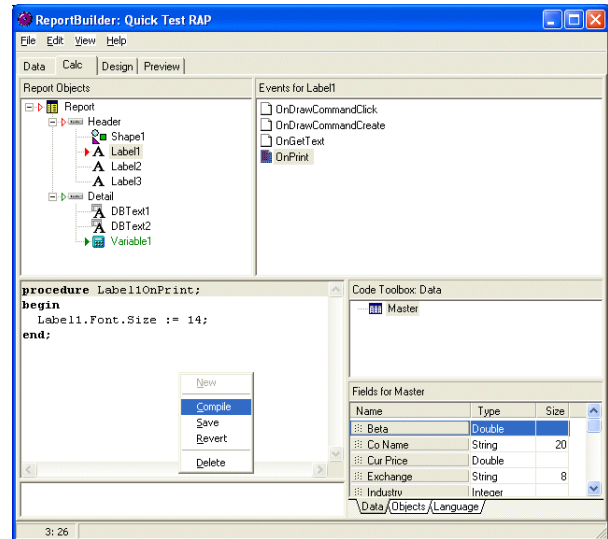 ReportBuilder: Quick Test RAP
File Edit View Help
Data Calc Design Preview
Report Objects
Report
Header
Shape1
Label1
Label2
Label3
Detail
DBText1
DBText2
Variable1
Events for Label1
OnDrawCommandClick
OnDrawCommandCreate
OnGetText
OnPrint
procedure Label1OnPrint;
begin
Label1.Font.Size := 14;
end;
New
Compile
Save
Revert
Delete
Code Toolbox: Data
Master
Fields for Master
Name Type Size
Beta Double
Co Name String 20
Cur Price Double
Exchange String 8
Industry Integer
Data Objects Language
3: 26